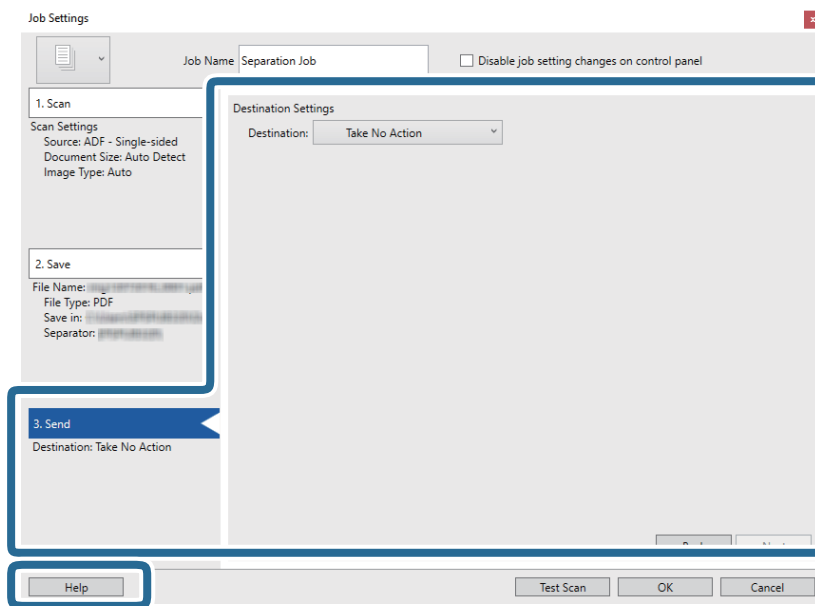 Job Settings
Job Name Separation Job Disable job setting changes on control panel
1. Scan
Scan Settings
Source: ADF - Single-sided
Document Size: Auto Detect
Image Type: Auto
2. Save
File Name:
File Type: PDF
Save in:
Separator:
3. Send
Destination: Take No Action
Destination Settings
Destination: Take No Action
Help
Test Scan
OK
Cancel